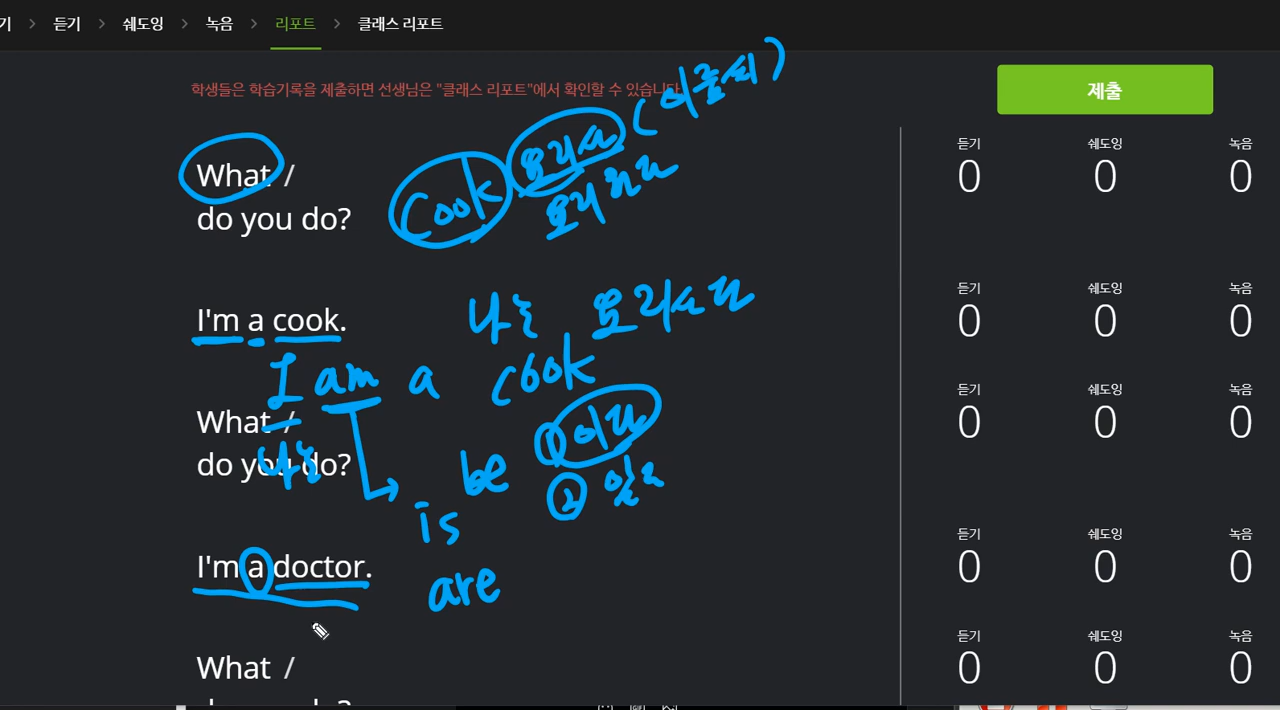 기 > 듣기 > 쉐도잉 > 녹음 > 리포트 > 클래스 리포트
학생들은 학습기록을 제출하면 선생님은 "클래스 리포트"에서 확인할 수 있습니다
제출
듣기 쉐도잉 녹음
0 0 0
What /
do you do?
cook 요리사 (이름씨)
요리하다
듣기 쉐도잉 녹음
0 0 0
I'm a cook.
나는 요리사다
I am a cook
듣기 쉐도잉 녹음
0 0 0
What /
do you do?
나는
be ① 이다
② 있다
is
are
듣기 쉐도잉 녹음
0 0 0
I'm a doctor.
듣기 쉐도잉 녹음
0 0 0
What /